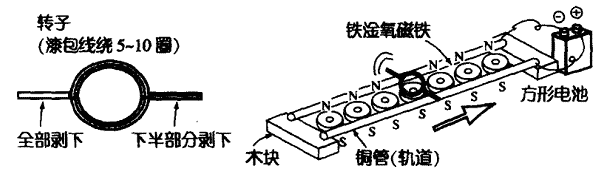 转子
(漆包线绕5~10圈)
全部剥下
下半部分剥下
铁淦氧磁铁
N N N N N N
S S S S S S
⊖ ⊕
方形电池
木块
铜管(轨道)